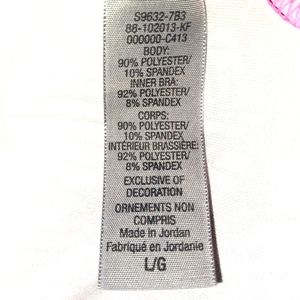 S9632-7B3
88-102013-KF
000000-C413
BODY:
90% POLYESTER/
10% SPANDEX
INNER BRA:
92% POLYESTER/
8% SPANDEX
CORPS:
90% POLYESTER/
10% SPANDEX
INTÉRIEUR BRASSIÈRE:
92% POLYESTER/
8% SPANDEX
EXCLUSIVE OF
DECORATION
ORNEMENTS NON
COMPRIS
Made in Jordan
Fabriqué en Jordanie
L/G